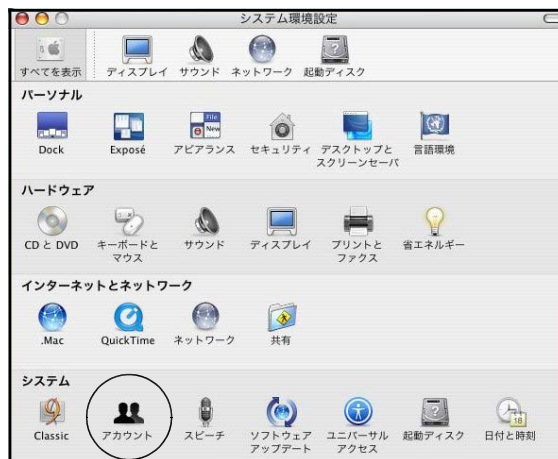 システム環境設定
すべてを表示 ディスプレイ サウンド ネットワーク 起動ディスク
パーソナル
Dock Exposé アピアランス セキュリティ デスクトップと スクリーンセーバ 言語環境
ハードウェア
CD と DVD キーボードと マウス サウンド ディスプレイ プリントと ファクス 省エネルギー
インターネットとネットワーク
.Mac QuickTime ネットワーク 共有
システム
Classic アカウント スピーチ ソフトウェア アップデート ユニバーサル アクセス 起動ディスク 日付と時刻